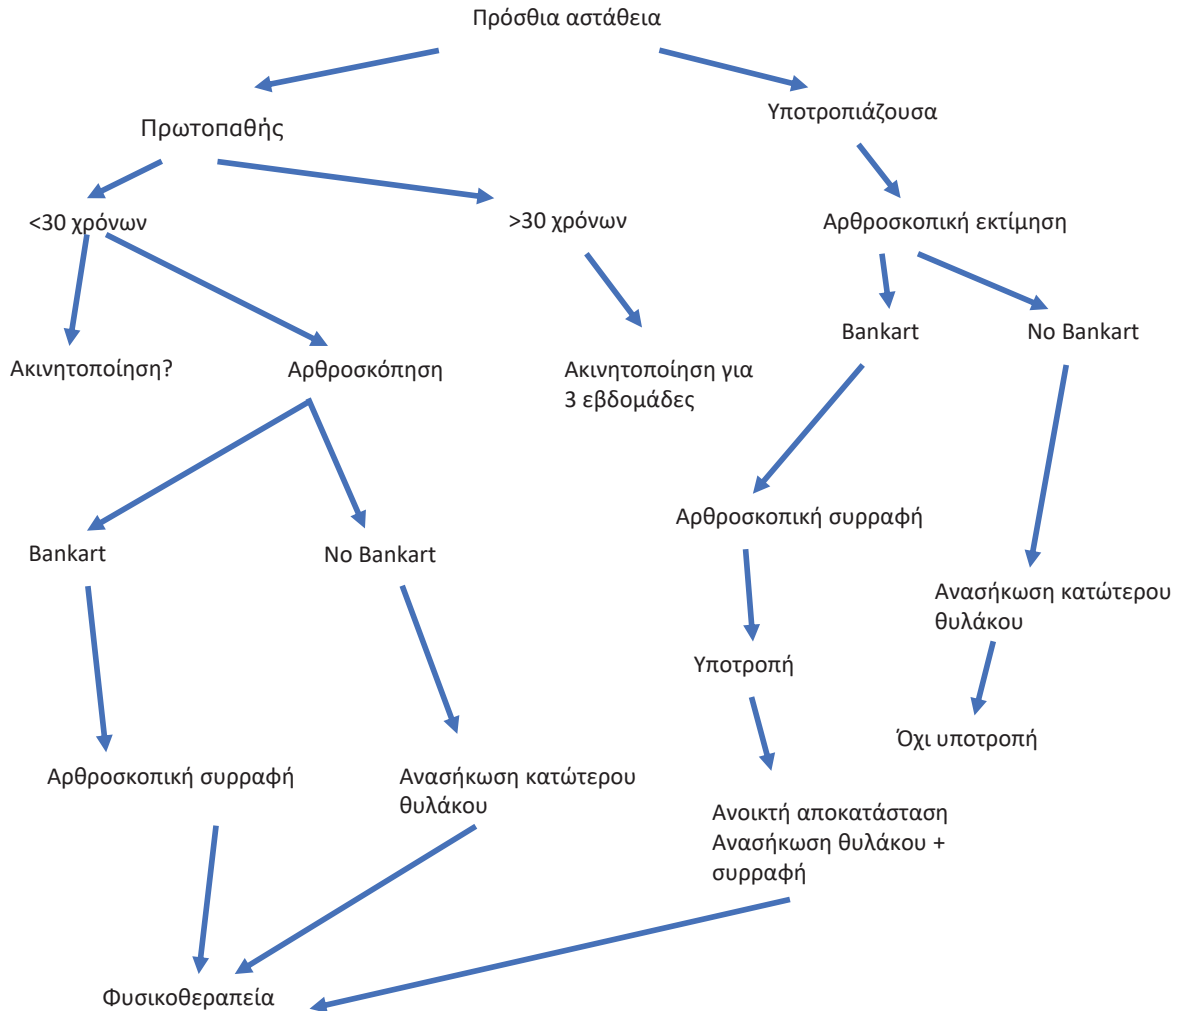 Πρόσθια αστάθεια
Πρωτοπαθής
Υποτροπιάζουσα
<30 χρόνων
>30 χρόνων
Αρθροσκοπική εκτίμηση
Bankart
No Bankart
Ακινητοποίηση?
Αρθροσκόπηση
Ακινητοποίηση για
3 εβδομάδες
Αρθροσκοπική συρραφή
Bankart
No Bankart
Ανασήκωση κατώτερου
θυλάκου
Υποτροπή
Όχι υποτροπή
Αρθροσκοπική συρραφή
Ανασήκωση κατώτερου
θυλάκου
Ανοικτή αποκατάσταση
Ανασήκωση θυλάκου +
συρραφή
Φυσικοθεραπεία